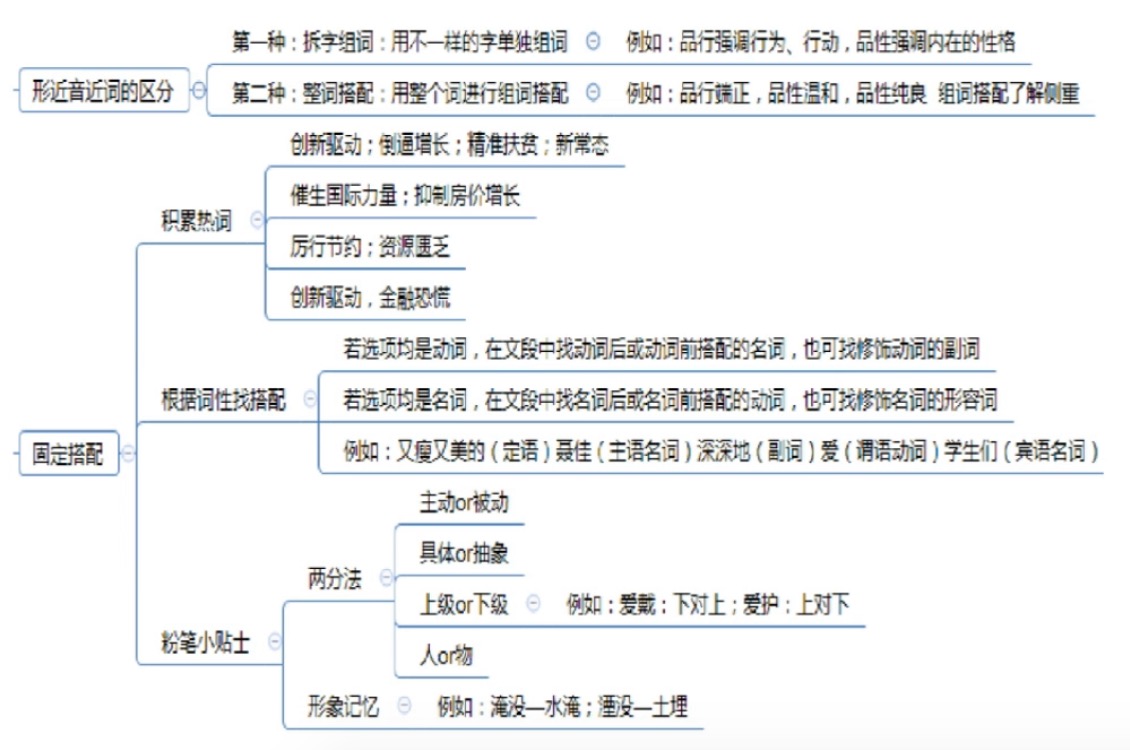 第一种：拆字组词：用不一样的字单独组词 例如：品行强调行为、行动，品性强调内在的性格
形近音近词的区分
第二种：整词搭配：用整个词进行组词搭配 例如：品行端正，品性温和，品性纯良 组词搭配了解侧重
创新驱动；倒逼增长；精准扶贫；新常态
催生国际力量；抑制房价增长
积累热词
厉行节约；资源匮乏
创新驱动，金融恐慌
若选项均是动词，在文段中找动词后或动词前搭配的名词，也可找修饰动词的副词
根据词性找搭配
若选项均是名词，在文段中找名词后或名词前搭配的动词，也可找修饰名词的形容词
例如：又瘦又美的（定语）聂佳（主语名词）深深地（副词）爱（谓语动词）学生们（宾语名词）
固定搭配
主动or被动
具体or抽象
两分法
上级or下级 例如：爱戴：下对上；爱护：上对下
人or物
粉笔小贴士
形象记忆 例如：淹没—水淹；湮没—土埋